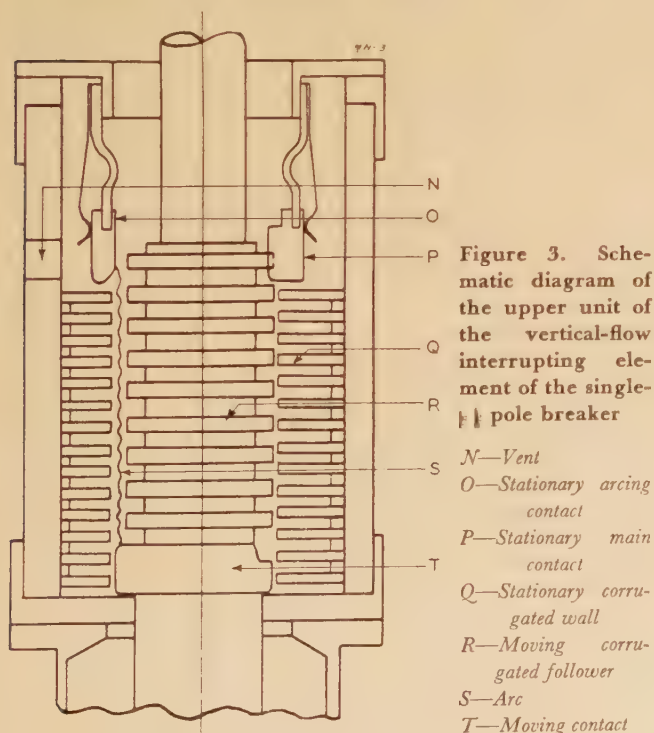 9N-3
N
O
P
Q
R
S
T
Figure 3. Sche-
matic diagram of
the upper unit of
the vertical-flow
interrupting ele-
ment of the single-
pole breaker
N—Vent
O—Stationary arcing
contact
P—Stationary main
contact
Q—Stationary corru-
gated wall
R—Moving corru-
gated follower
S—Arc
T—Moving contact